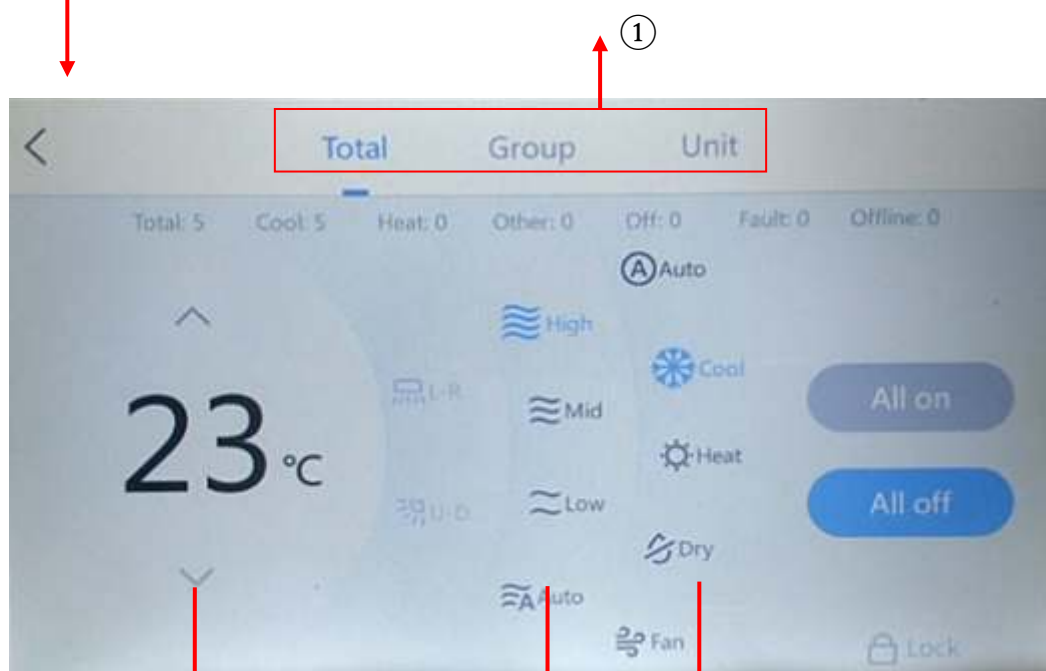 ①
Total Group Unit
Total: 5 Cool: 5 Heat: 0 Other: 0 Off: 0 Fault: 0 Offline: 0
A Auto
High
Cool
L-R
All on
23 °C
Mid
Heat
U-D
Low
All off
Dry
A Auto
Fan
Lock